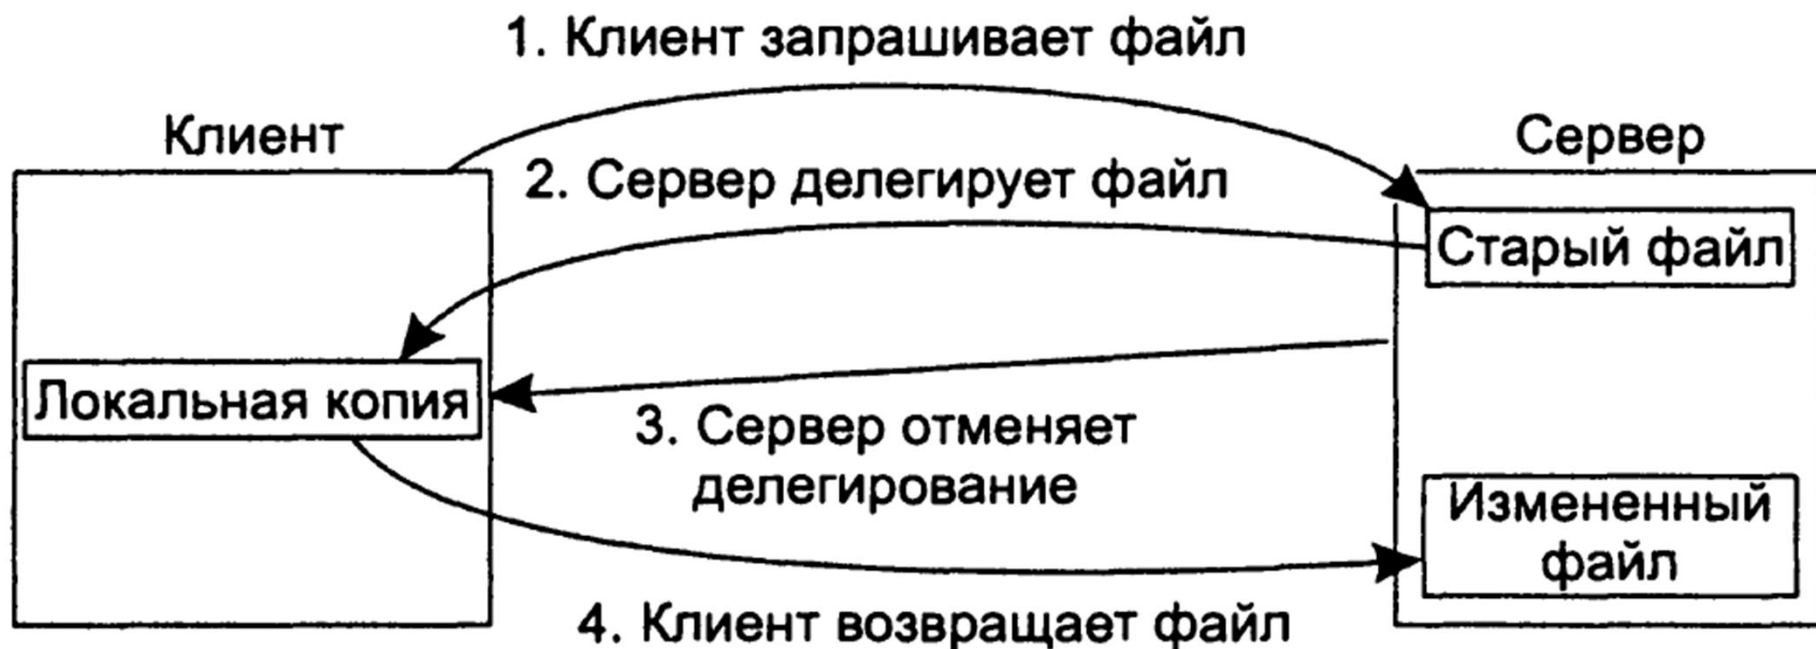 1. Клиент запрашивает файл
Клиент
Сервер
2. Сервер делегирует файл
Старый файл
Локальная копия
3. Сервер отменяет
делегирование
Измененный
файл
4. Клиент возвращает файл